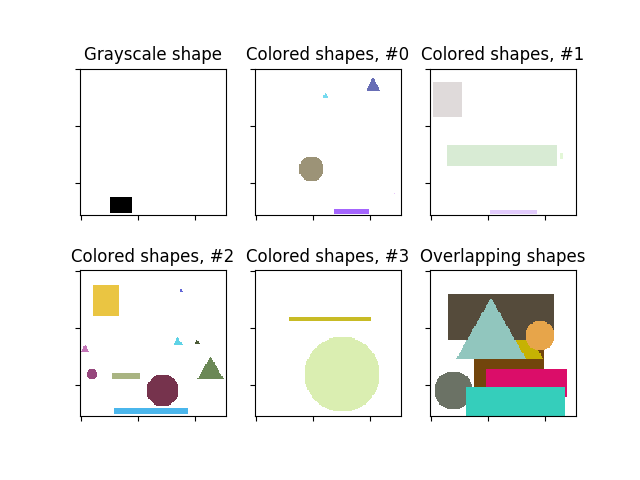 Grayscale shape
Colored shapes, #0
Colored shapes, #1
Colored shapes, #2
Colored shapes, #3
Overlapping shapes